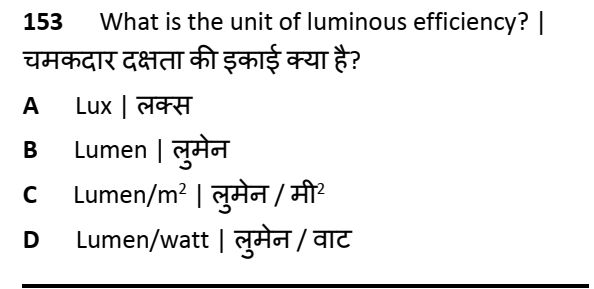 153 What is the unit of luminous efficiency? |
चमकदार दक्षता की इकाई क्या है?
A Lux | लक्स
B Lumen | लुमेन
C Lumen/m² | लुमेन / मी²
D Lumen/watt | लुमेन / वाट